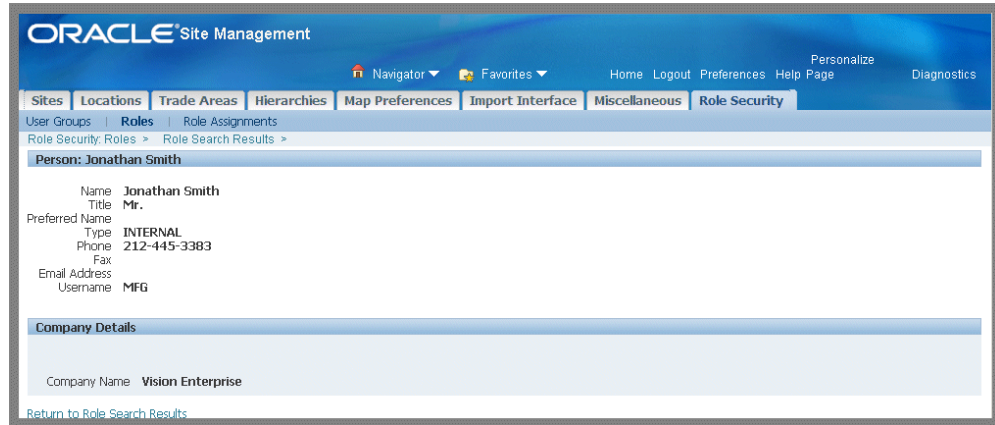 ORACLE® Site Management
Navigator Favorites Home Logout Preferences Help Personalize Page Diagnostics
Sites Locations Trade Areas Hierarchies Map Preferences Import Interface Miscellaneous Role Security
User Groups | Roles | Role Assignments
Role Security: Roles > Role Search Results >
Person: Jonathan Smith
Name Jonathan Smith
Title Mr.
Preferred Name
Type INTERNAL
Phone 212-445-3383
Fax
Email Address
Username MFG
Company Details
Company Name Vision Enterprise
Return to Role Search Results